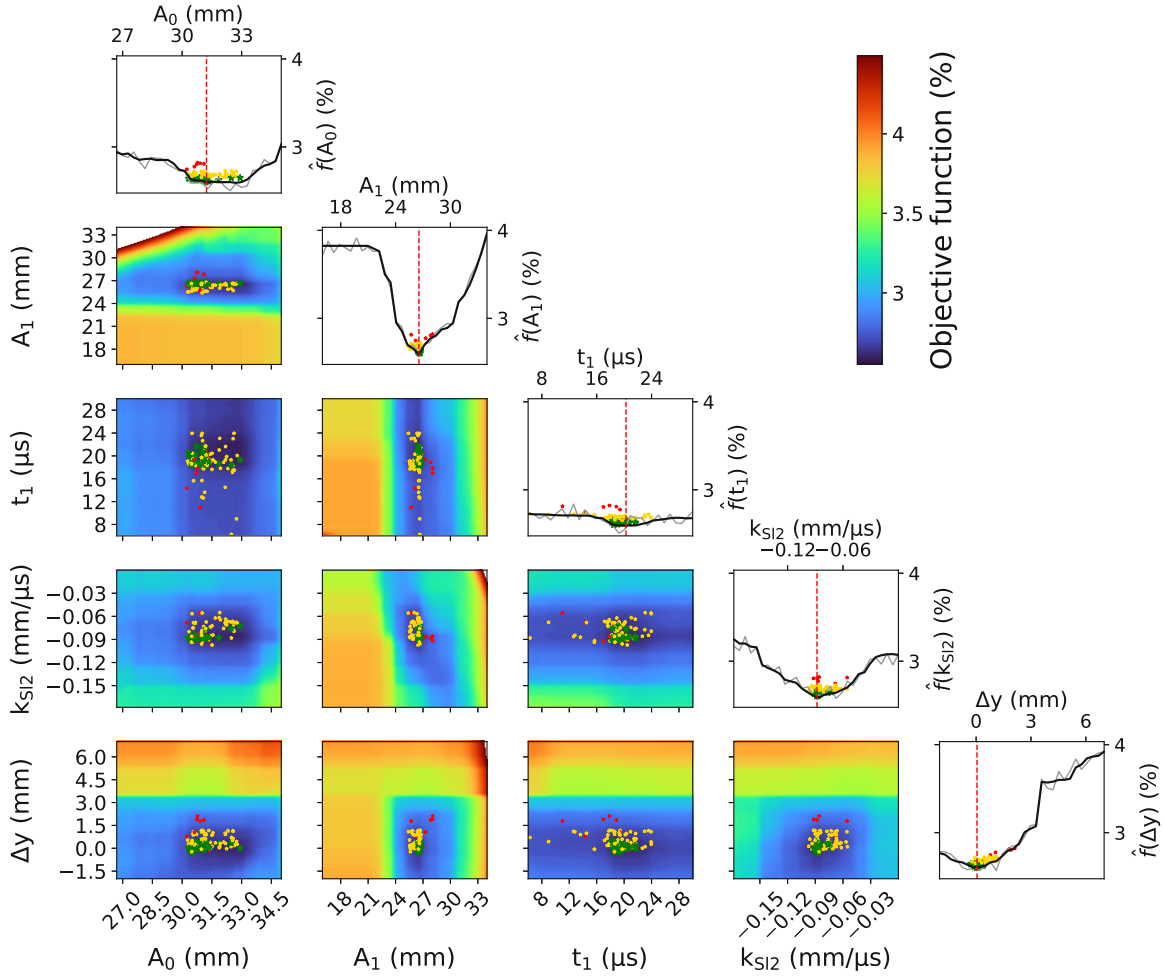 A₀ (mm)
27 30 33
4
3
f̂(A₀) (%)
A₁ (mm)
18 24 30
4
3
f̂(A₁) (%)
Objective function (%)
4
3.5
3
A₁ (mm)
33
30
27
24
21
18
t₁ (μs)
8 16 24
4
3
f̂(t₁) (%)
t₁ (μs)
28
24
20
16
12
8
k_SI2 (mm/μs)
−0.12 −0.06
4
3
f̂(k_SI2) (%)
k_SI2 (mm/μs)
−0.03
−0.06
−0.09
−0.12
−0.15
Δy (mm)
0 3 6
4
3
f̂(Δy) (%)
Δy (mm)
6.0
4.5
3.0
1.5
0.0
−1.5
27.0 28.5 30.0 31.5 33.0 34.5
A₀ (mm)
18 21 24 27 30 33
A₁ (mm)
8 12 16 20 24 28
t₁ (μs)
−0.15 −0.12 −0.09 −0.06 −0.03
k_SI2 (mm/μs)